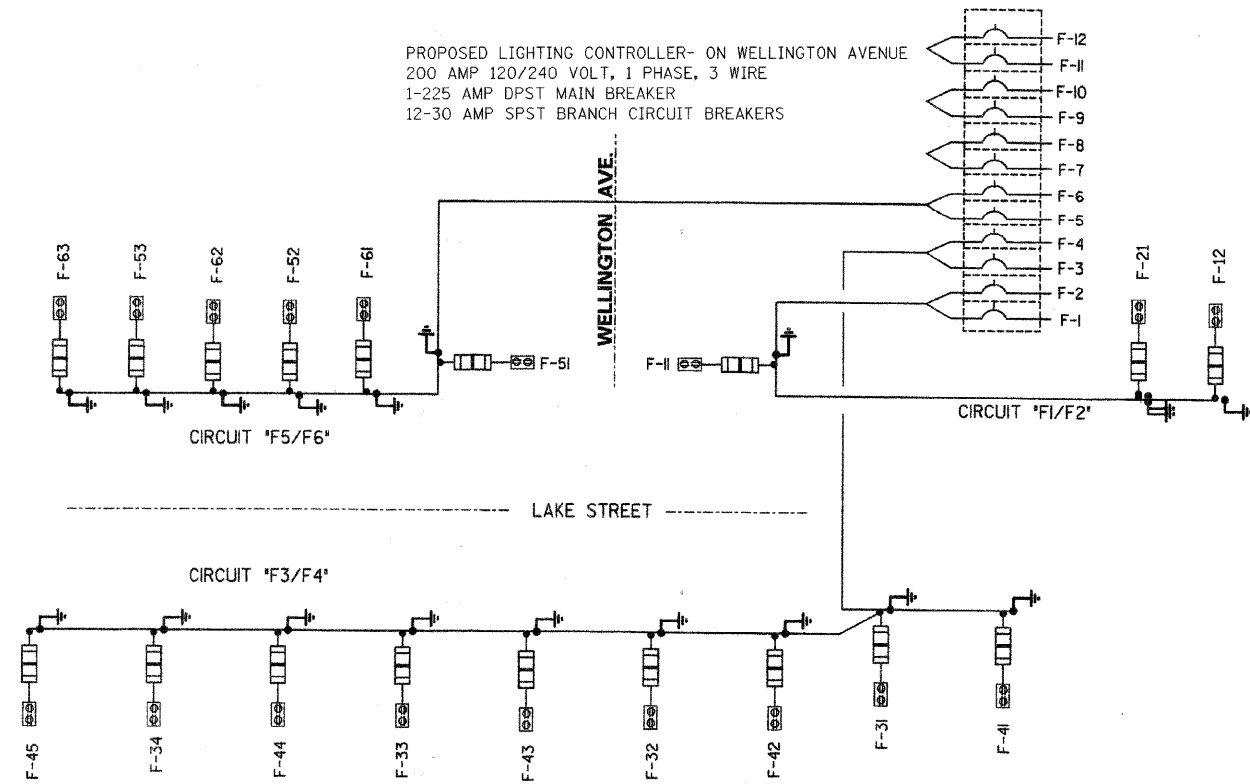 PROPOSED LIGHTING CONTROLLER- ON WELLINGTON AVENUE
200 AMP 120/240 VOLT, 1 PHASE, 3 WIRE
1-225 AMP DPST MAIN BREAKER
12-30 AMP SPST BRANCH CIRCUIT BREAKERS
F-12
F-11
F-10
F-9
F-8
F-7
F-6
F-5
F-4
F-3
F-2
F-1
WELLINGTON AVE.
F-63
F-53
F-62
F-52
F-61
F-51
F-11
F-21
F-12
CIRCUIT "F5/F6"
CIRCUIT "F1/F2"
LAKE STREET
CIRCUIT "F3/F4"
F-45
F-34
F-44
F-33
F-43
F-32
F-42
F-31
F-41